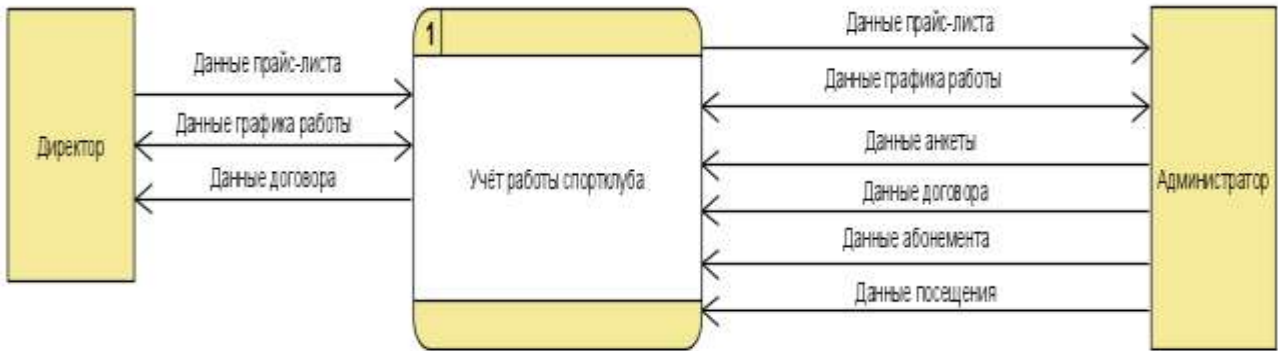 Директор
Данные прайс-листа
Данные графика работы
Данные договора
1
Учёт работы спортклуба
Данные прайс-листа
Данные графика работы
Данные анкеты
Данные договора
Данные абонемента
Данные посещения
Администратор